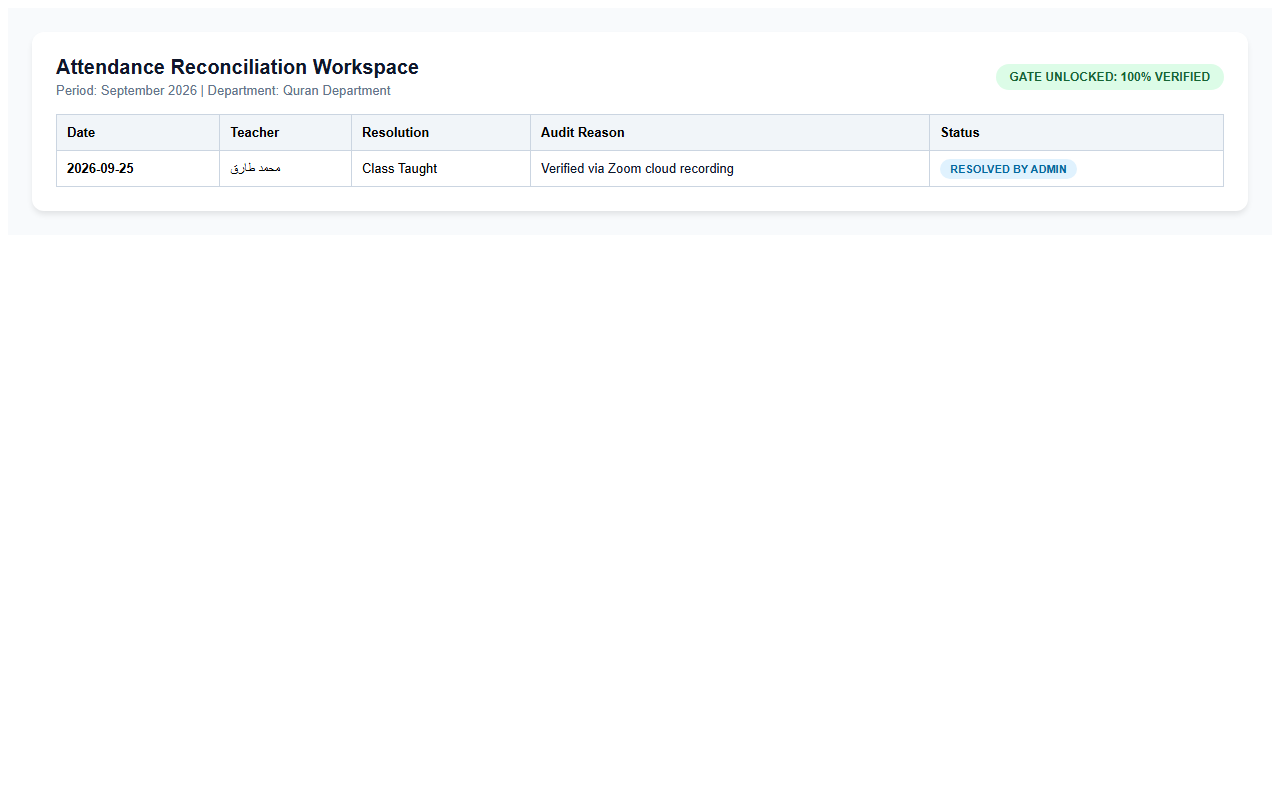 Attendance Reconciliation Workspace
Period: September 2026 | Department: Quran Department
GATE UNLOCKED: 100% VERIFIED
Date Teacher Resolution Audit Reason Status
2026-09-25 محمد طارق Class Taught Verified via Zoom cloud recording RESOLVED BY ADMIN